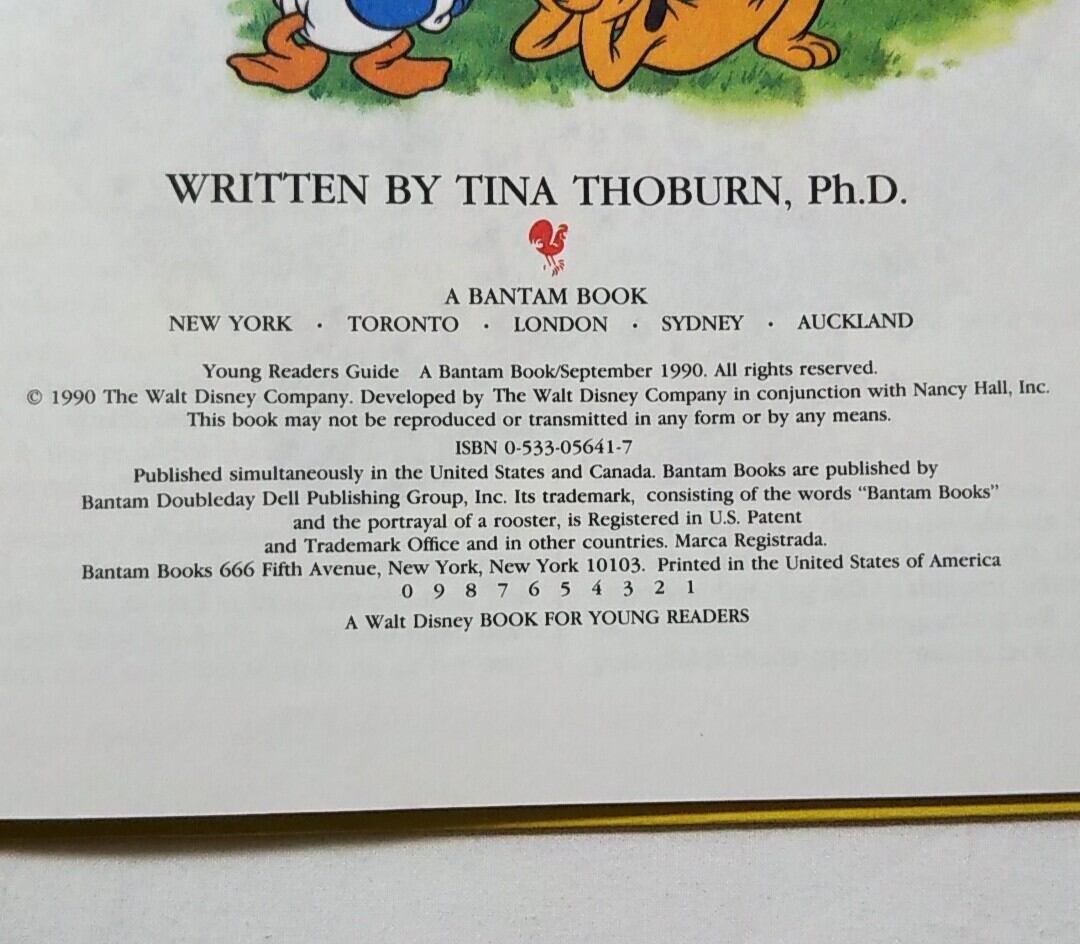 WRITTEN BY TINA THOBURN, Ph.D.
A BANTAM BOOK
NEW YORK · TORONTO · LONDON · SYDNEY · AUCKLAND
Young Readers Guide A Bantam Book/September 1990. All rights reserved.
© 1990 The Walt Disney Company. Developed by The Walt Disney Company in conjunction with Nancy Hall, Inc.
This book may not be reproduced or transmitted in any form or by any means.
ISBN 0-533-05641-7
Published simultaneously in the United States and Canada. Bantam Books are published by
Bantam Doubleday Dell Publishing Group, Inc. Its trademark, consisting of the words “Bantam Books”
and the portrayal of a rooster, is Registered in U.S. Patent
and Trademark Office and in other countries. Marca Registrada.
Bantam Books 666 Fifth Avenue, New York, New York 10103. Printed in the United States of America
0 9 8 7 6 5 4 3 2 1
A Walt Disney BOOK FOR YOUNG READERS